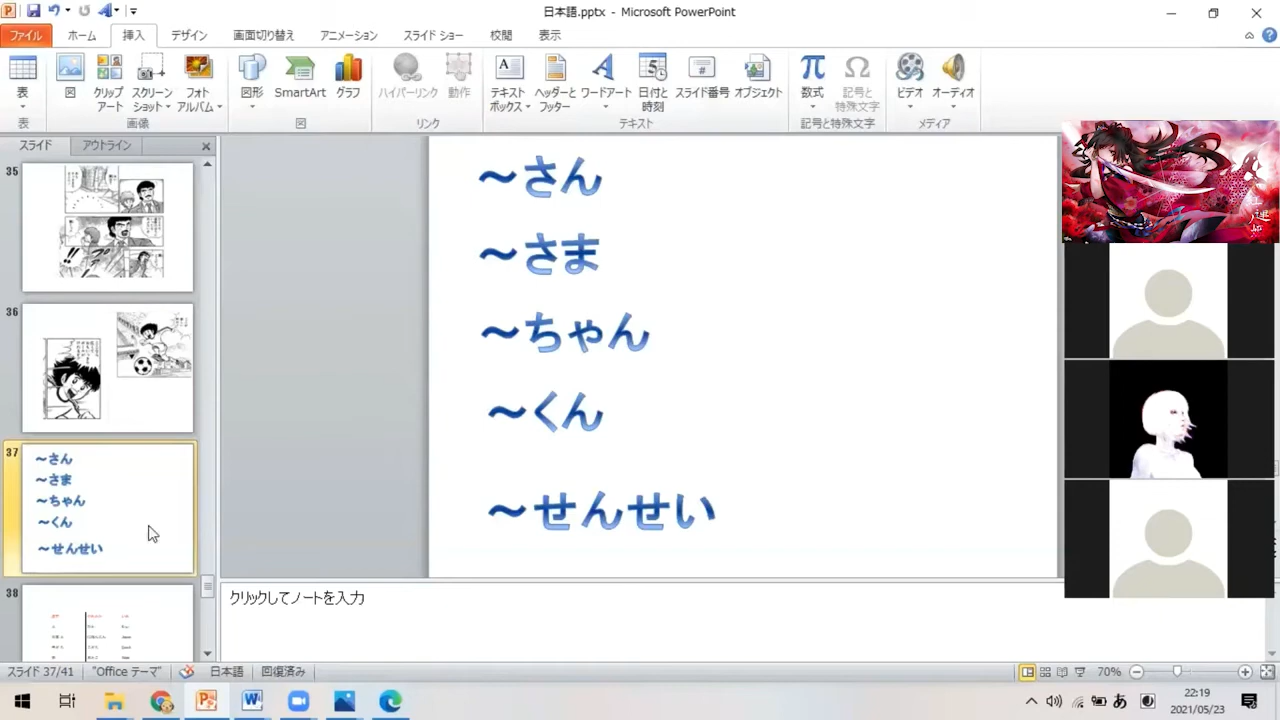 日本語.pptx - Microsoft PowerPoint
ファイル ホーム 挿入 デザイン 画面切り替え アニメーション スライド ショー 校閲 表示
表 図 クリップ アート スクリーン ショット フォト アルバム 図形 SmartArt グラフ ハイパーリンク 動作 テキスト ボックス ヘッダーと フッター ワードアート 日付と 時刻 スライド番号 オブジェクト 数式 記号と 特殊文字 ビデオ オーディオ
表 画像 図 リンク テキスト 記号と特殊文字 メディア
スライド アウトライン
35
36
37
～さん
～さま
～ちゃん
～くん
～せんせい
38
～さん
～さま
～ちゃん
～くん
～せんせい
クリックしてノートを入力
スライド 37/41 "Office テーマ" 日本語 回復済み 70%
あ 22:19
2021/05/23